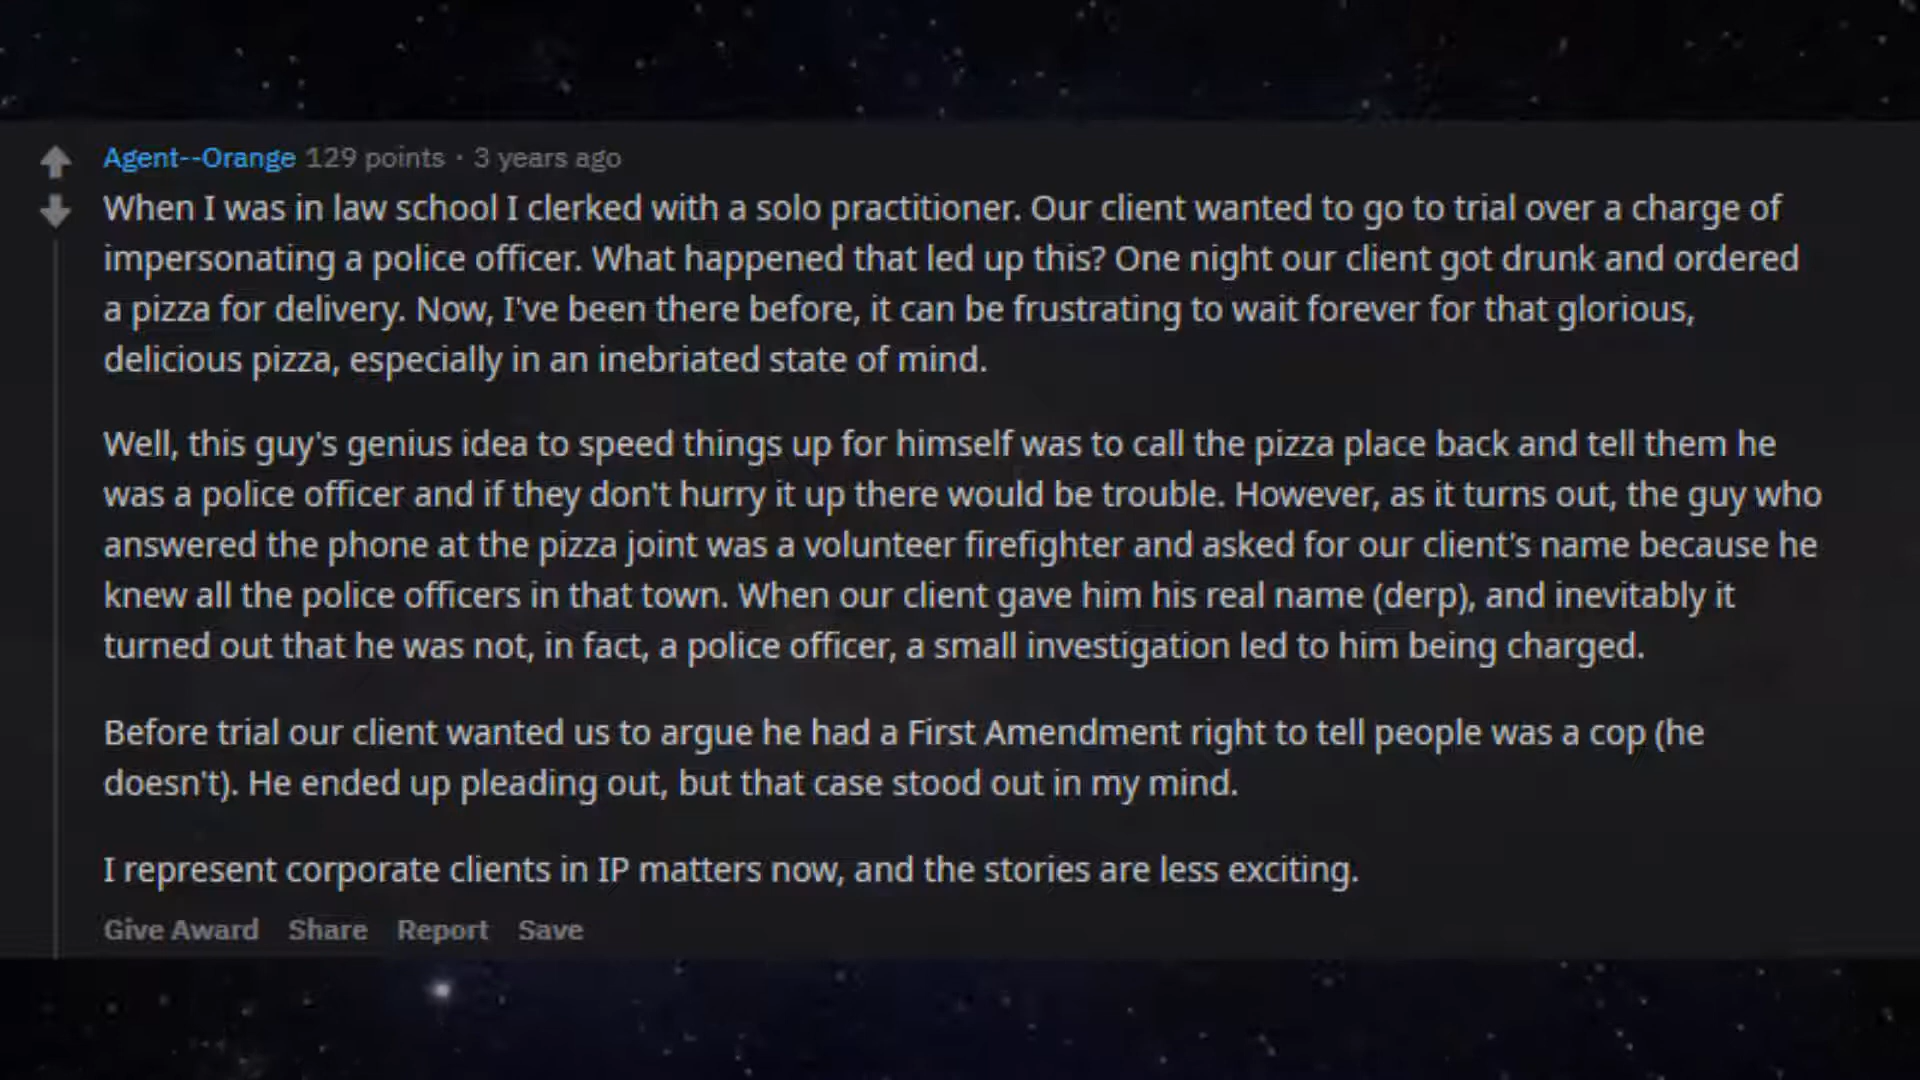 Agent--Orange 129 points · 3 years ago
When I was in law school I clerked with a solo practitioner. Our client wanted to go to trial over a charge of
impersonating a police officer. What happened that led up this? One night our client got drunk and ordered
a pizza for delivery. Now, I've been there before, it can be frustrating to wait forever for that glorious,
delicious pizza, especially in an inebriated state of mind.
Well, this guy's genius idea to speed things up for himself was to call the pizza place back and tell them he
was a police officer and if they don't hurry it up there would be trouble. However, as it turns out, the guy who
answered the phone at the pizza joint was a volunteer firefighter and asked for our client's name because he
knew all the police officers in that town. When our client gave him his real name (derp), and inevitably it
turned out that he was not, in fact, a police officer, a small investigation led to him being charged.
Before trial our client wanted us to argue he had a First Amendment right to tell people was a cop (he
doesn't). He ended up pleading out, but that case stood out in my mind.
I represent corporate clients in IP matters now, and the stories are less exciting.
Give Award Share Report Save